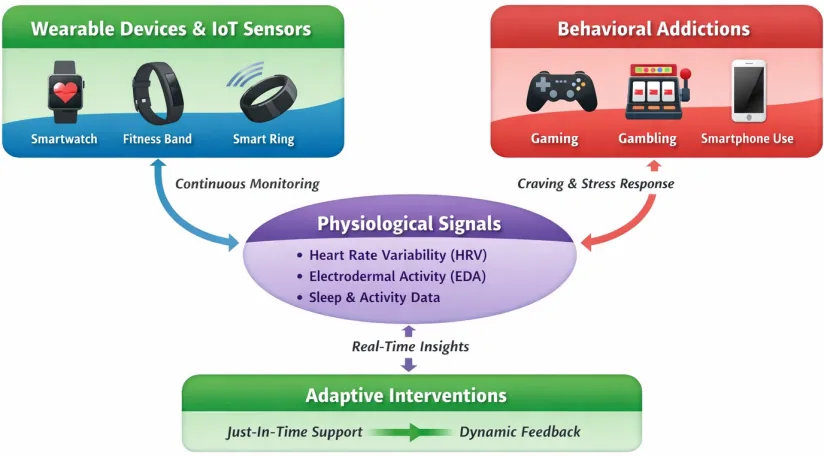 Wearable Devices & IoT Sensors
Smartwatch
Fitness Band
Smart Ring
Behavioral Addictions
Gaming
Gambling
Smartphone Use
Continuous Monitoring
Craving & Stress Response
Physiological Signals
• Heart Rate Variability (HRV)
• Electrodermal Activity (EDA)
• Sleep & Activity Data
Real-Time Insights
Adaptive Interventions
Just-In-Time Support
Dynamic Feedback